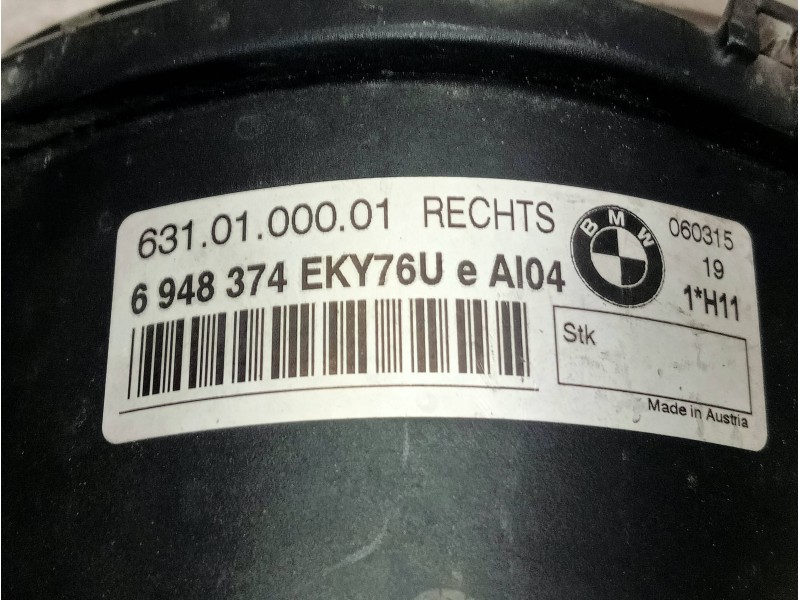 631.01.000.01 RECHTS
6 948 374 EKY76U e AI04
BMW
060315
19
1*H11
Stk
Made in Austria